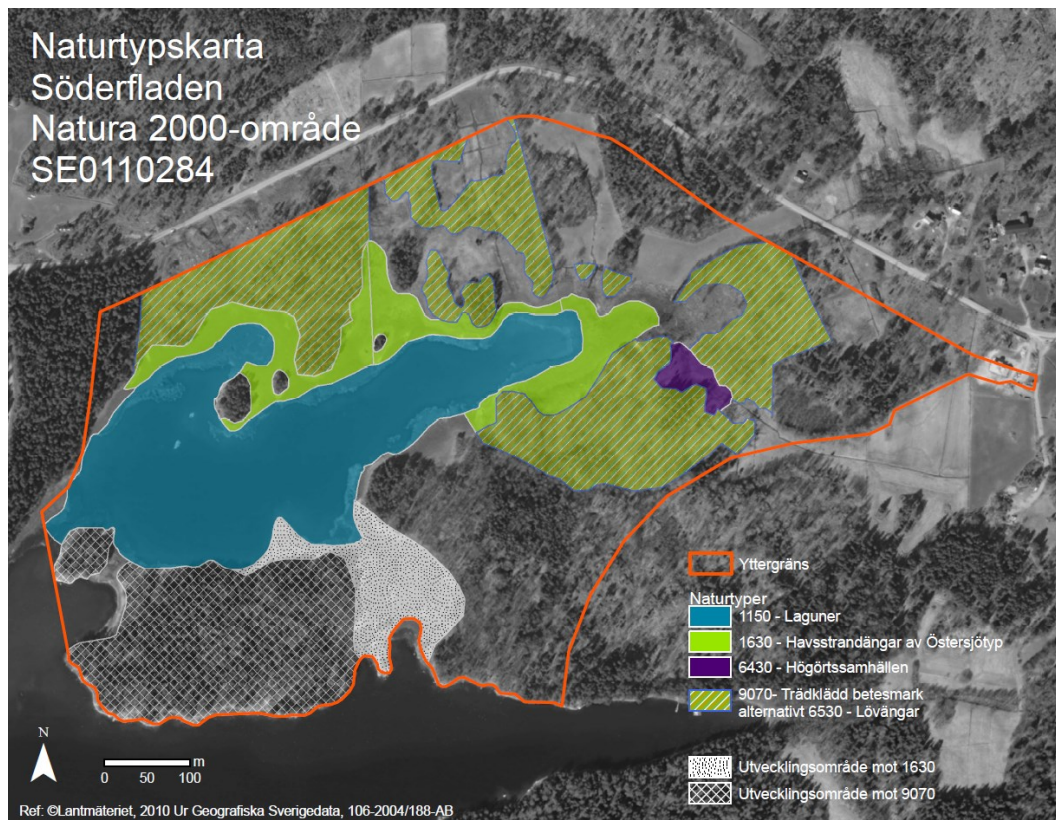 Naturtypskarta
Söderfladen
Natura 2000-område
SE0110284
Yttergräns
Naturtyper
1150 - Laguner
1630 - Havsstrandängar av Östersjötyp
6430 - Högörtssamhällen
9070- Trädklädd betesmark
alternativt 6530 - Lövängar
Utvecklingsområde mot 1630
Utvecklingsområde mot 9070
N
m
0 50 100
Ref: ©Lantmäteriet, 2010 Ur Geografiska Sverigedata, 106-2004/188-AB